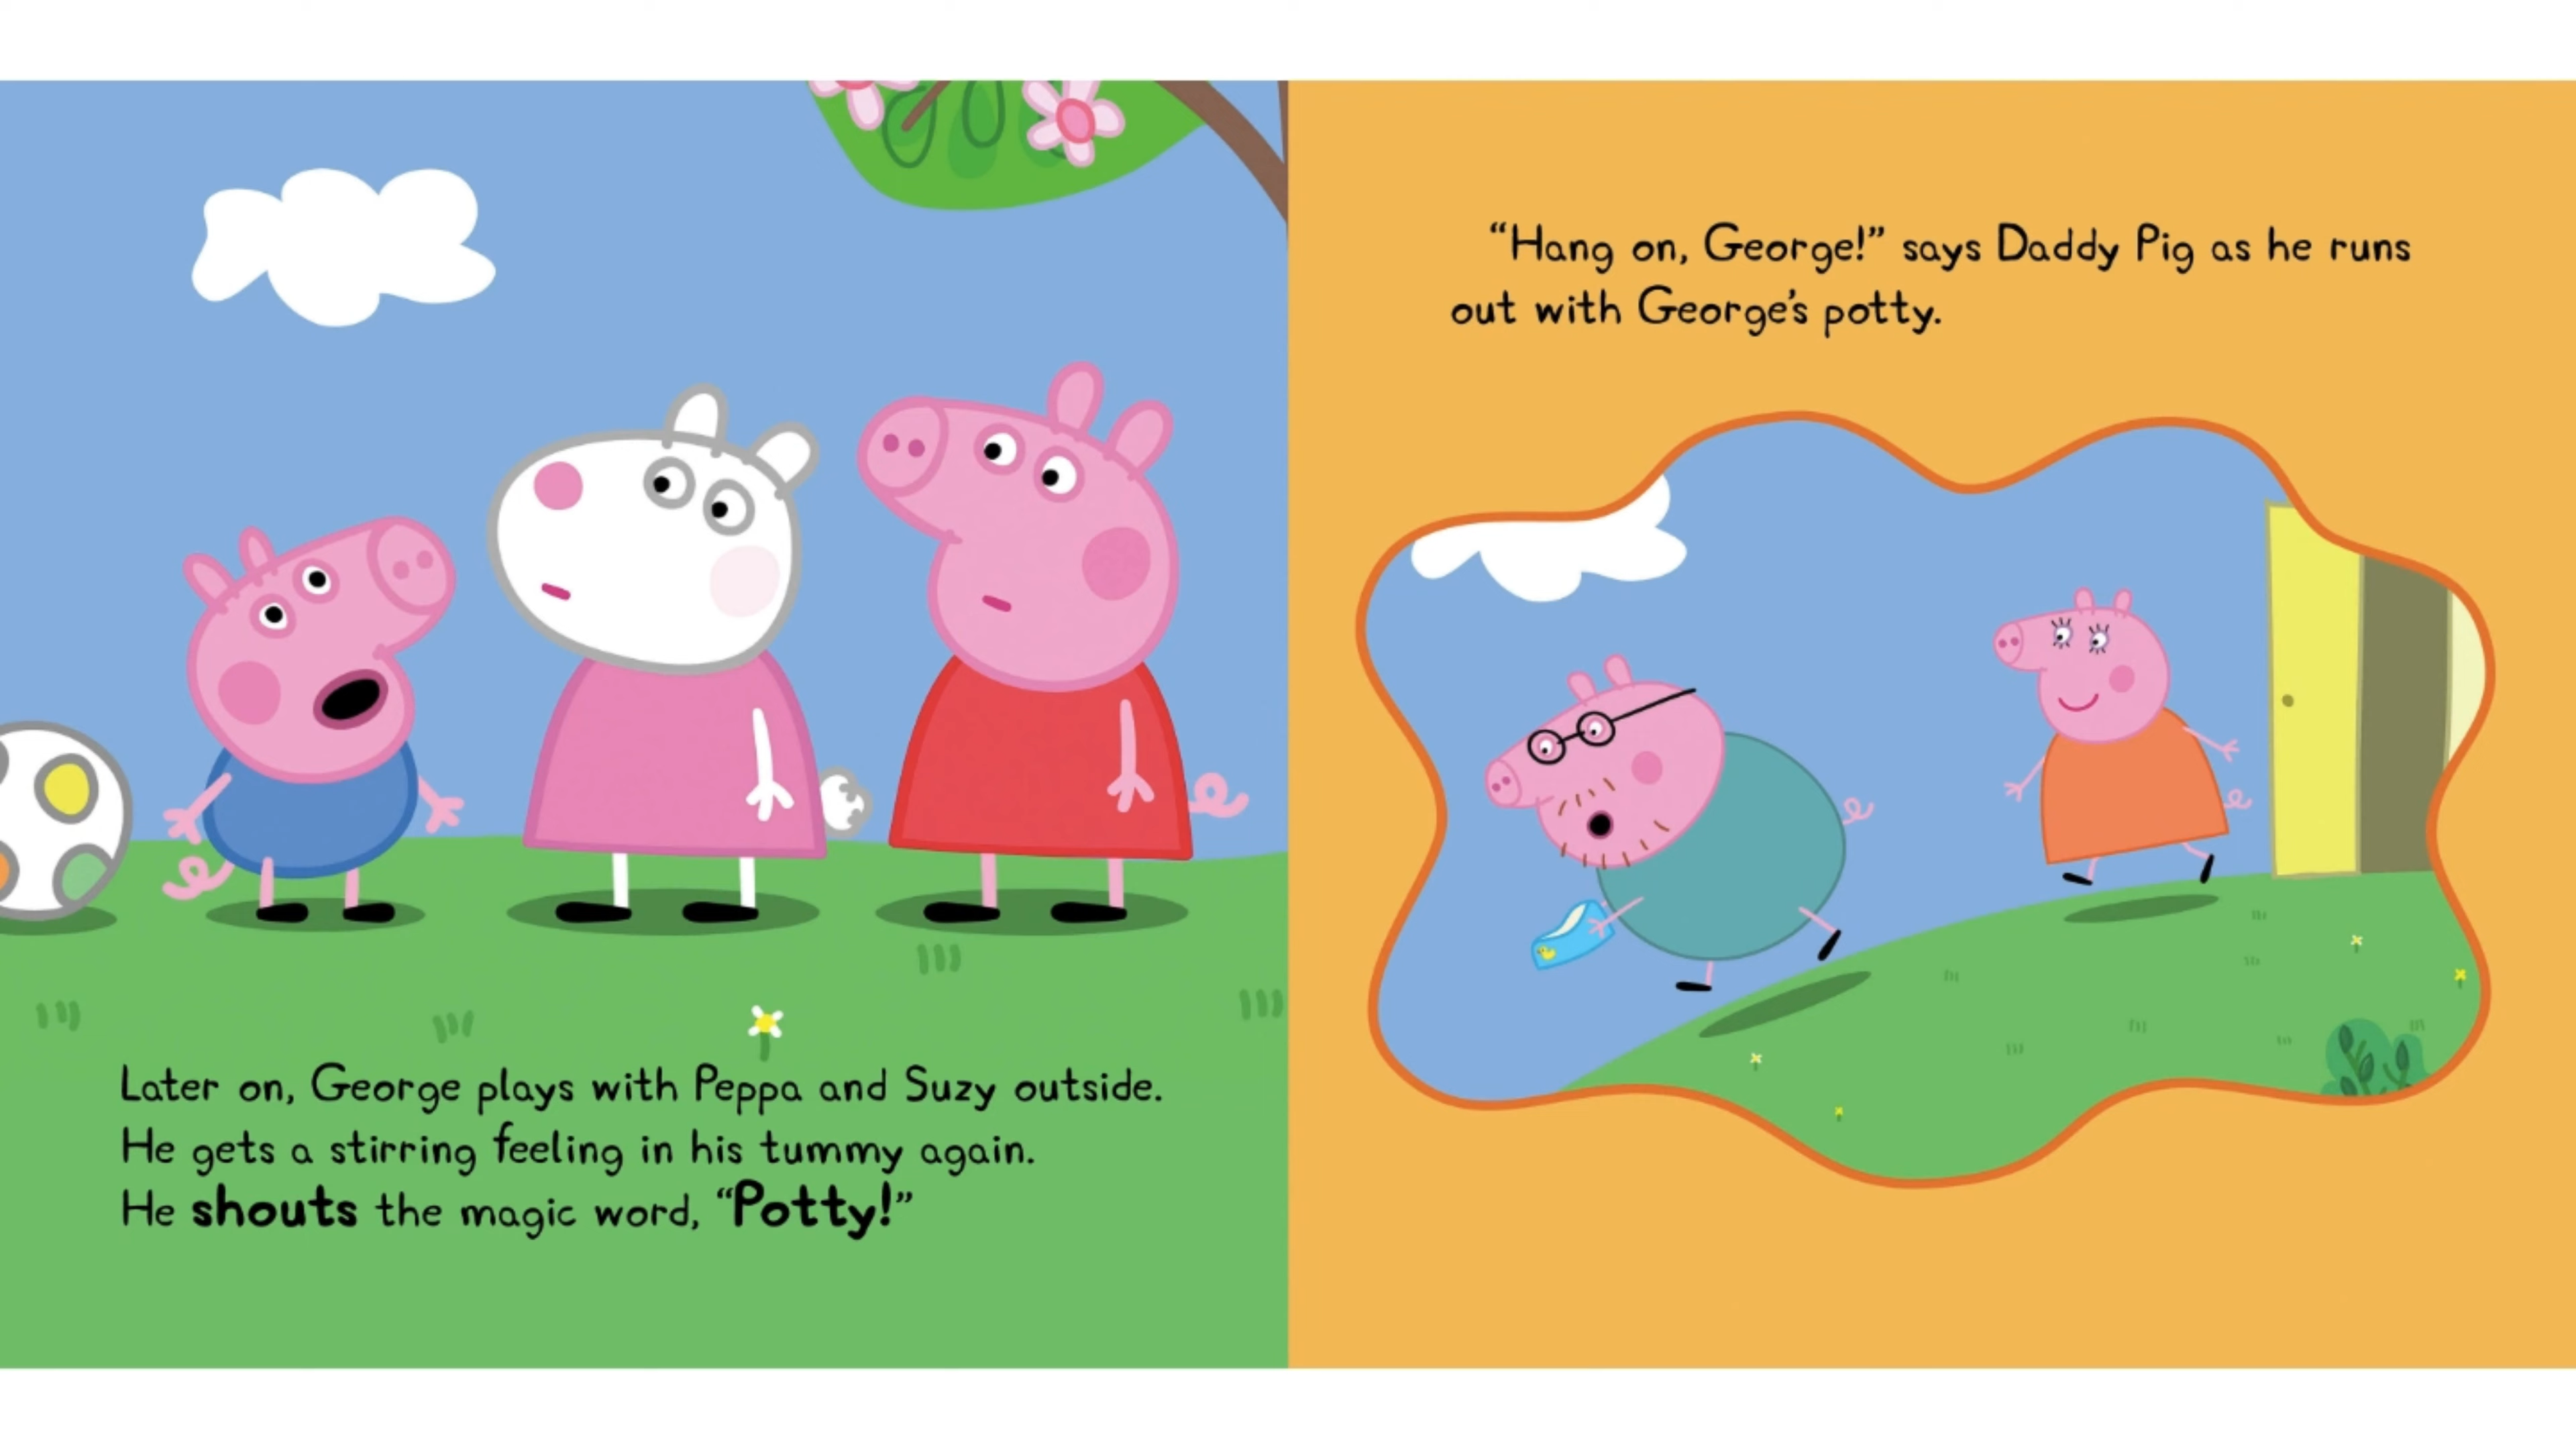 Later on, George plays with Peppa and Suzy outside.
He gets a stirring feeling in his tummy again.
He shouts the magic word, “Potty!”
“Hang on, George!” says Daddy Pig as he runs
out with George’s potty.